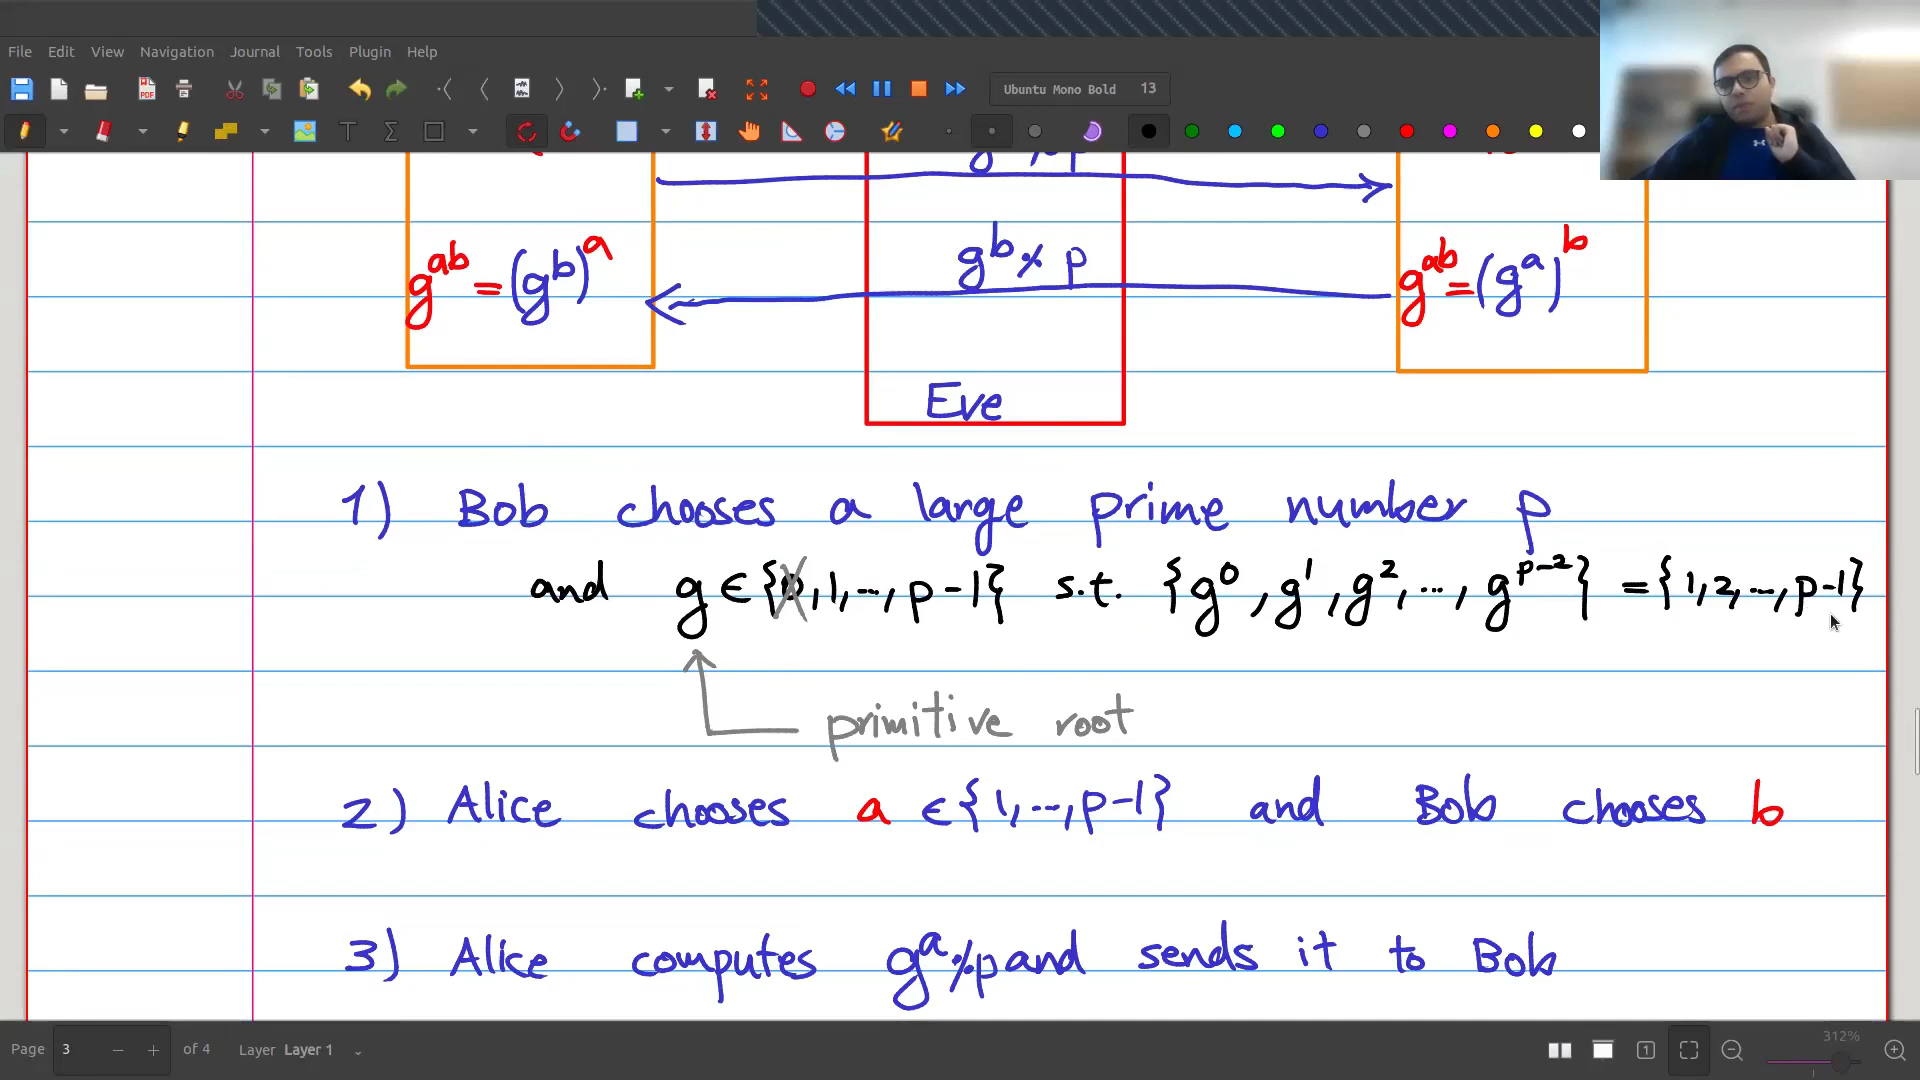 File Edit View Navigation Journal Tools Plugin Help
Ubuntu Mono Bold 13
g^b % p
g^ab = (g^b)^a
g^ab = (g^a)^b
Eve
1) Bob chooses a large prime number p
and g ∈ {0, 1, .., p-1} s.t. {g^0, g^1, g^2, ..., g^p-2} = {1, 2, .., p-1}
primitive root
2) Alice chooses a ∈ {1, .., p-1} and Bob chooses b
3) Alice computes g^a % p and sends it to Bob
Page 3 of 4 Layer Layer 1
312%